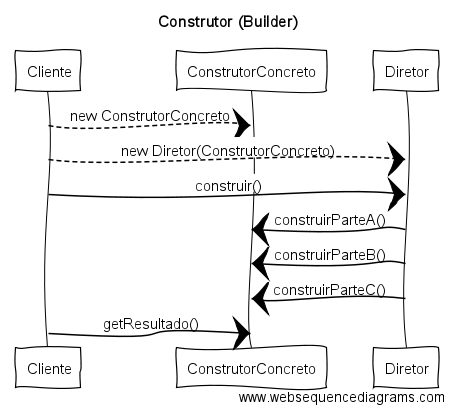 Construtor (Builder)
Cliente ConstrutorConcreto Diretor
new ConstrutorConcreto
new Diretor(ConstrutorConcreto)
construir()
construirParteA()
construirParteB()
construirParteC()
getResultado()
Cliente ConstrutorConcreto Diretor
www.websequencediagrams.com